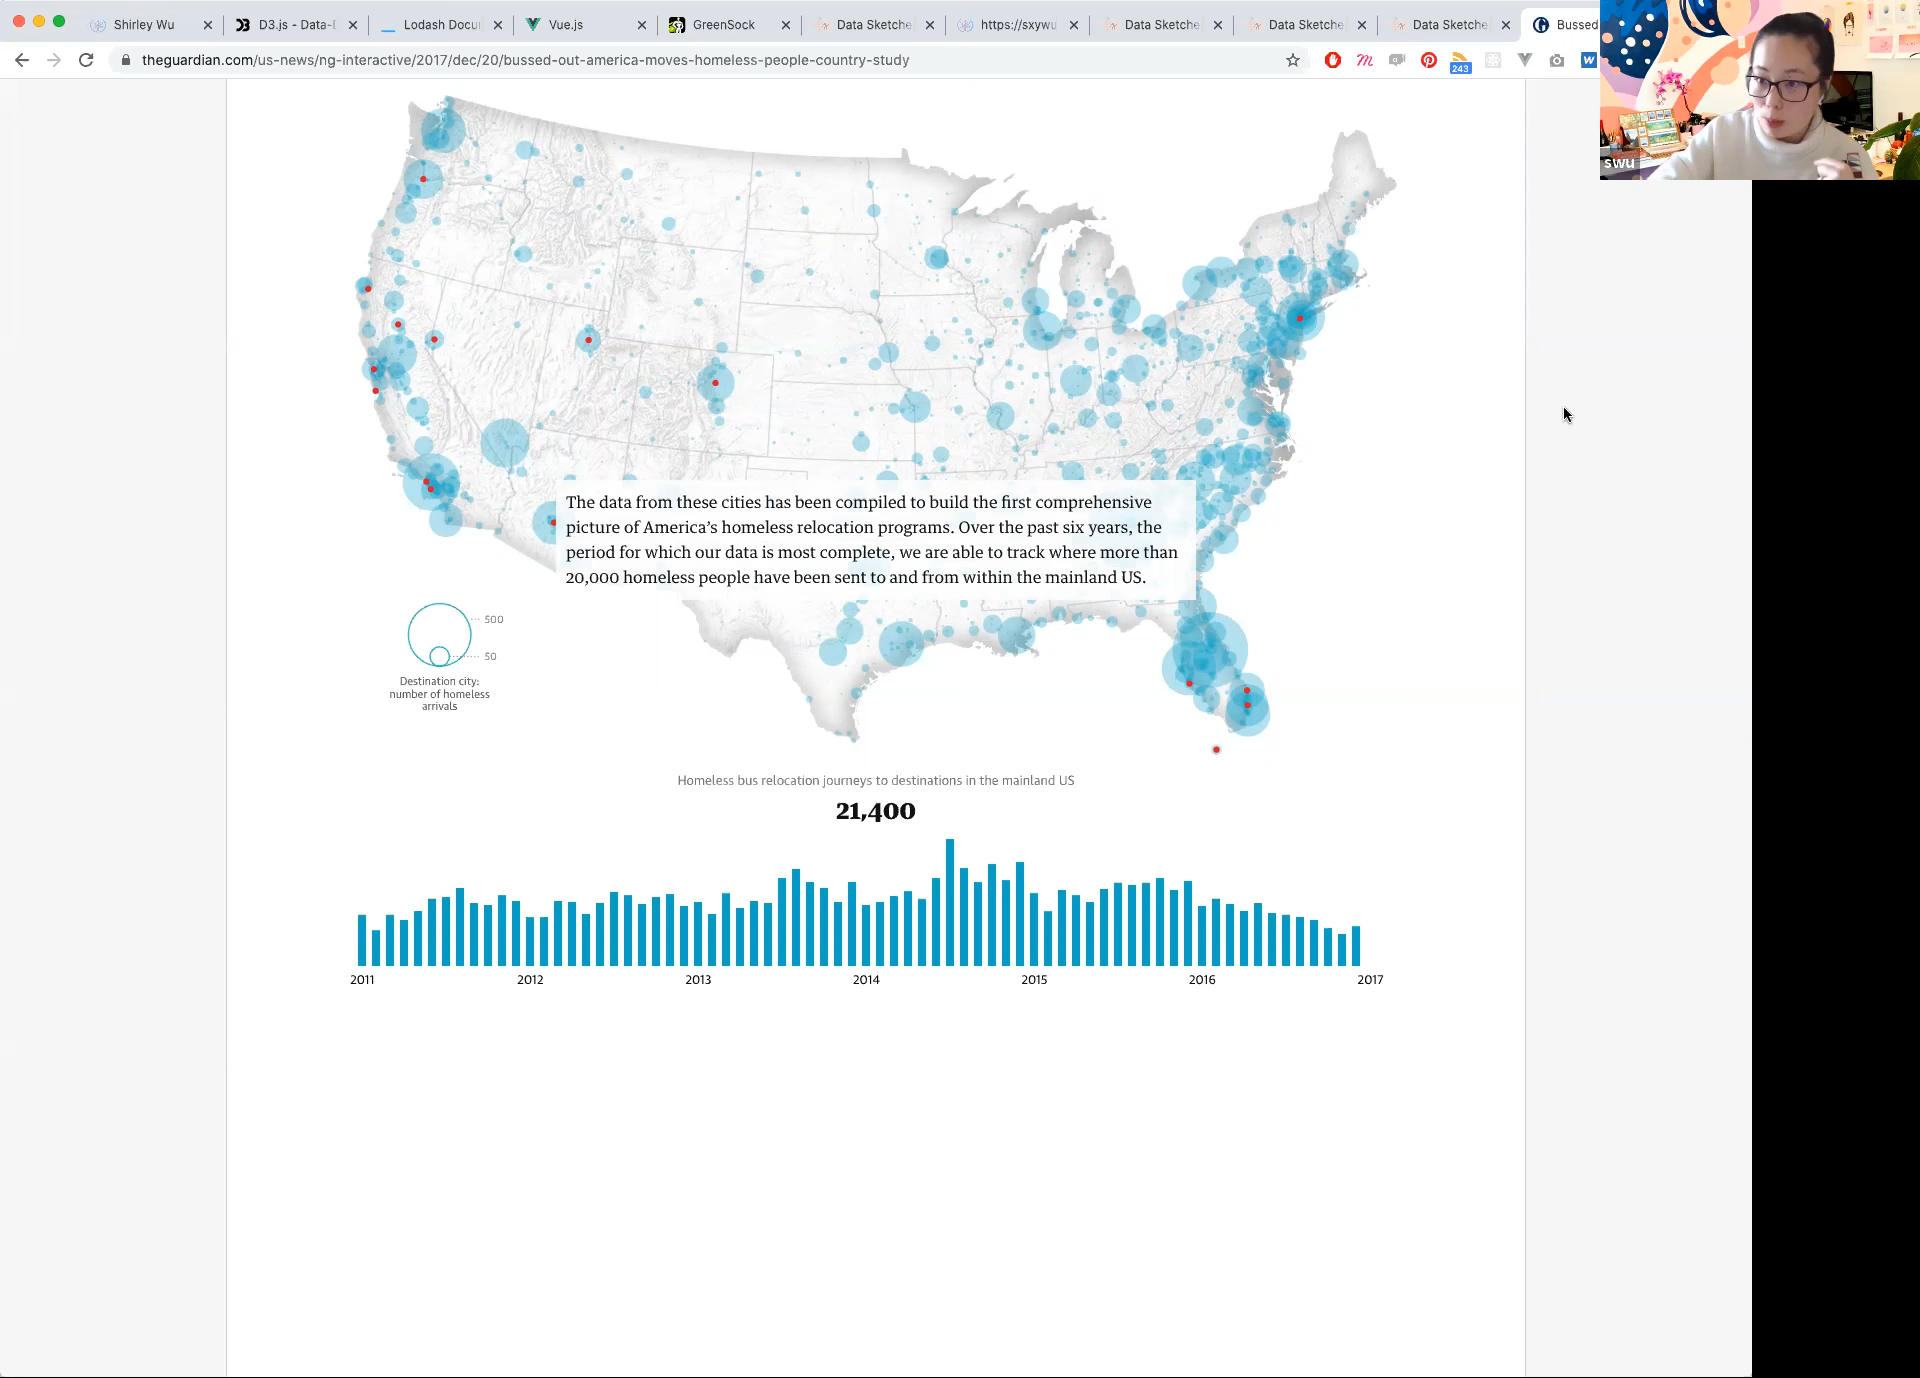 Shirley Wu
D3.js - Data-
Lodash Docu
Vue.js
GreenSock
Data Sketche
https://sxywu
Data Sketche
Data Sketche
Data Sketche
Bussed
theguardian.com/us-news/ng-interactive/2017/dec/20/bussed-out-america-moves-homeless-people-country-study
243
swu
The data from these cities has been compiled to build the first comprehensive
picture of America's homeless relocation programs. Over the past six years, the
period for which our data is most complete, we are able to track where more than
20,000 homeless people have been sent to and from within the mainland US.
500
50
Destination city:
number of homeless
arrivals
Homeless bus relocation journeys to destinations in the mainland US
21,400
2011
2012
2013
2014
2015
2016
2017